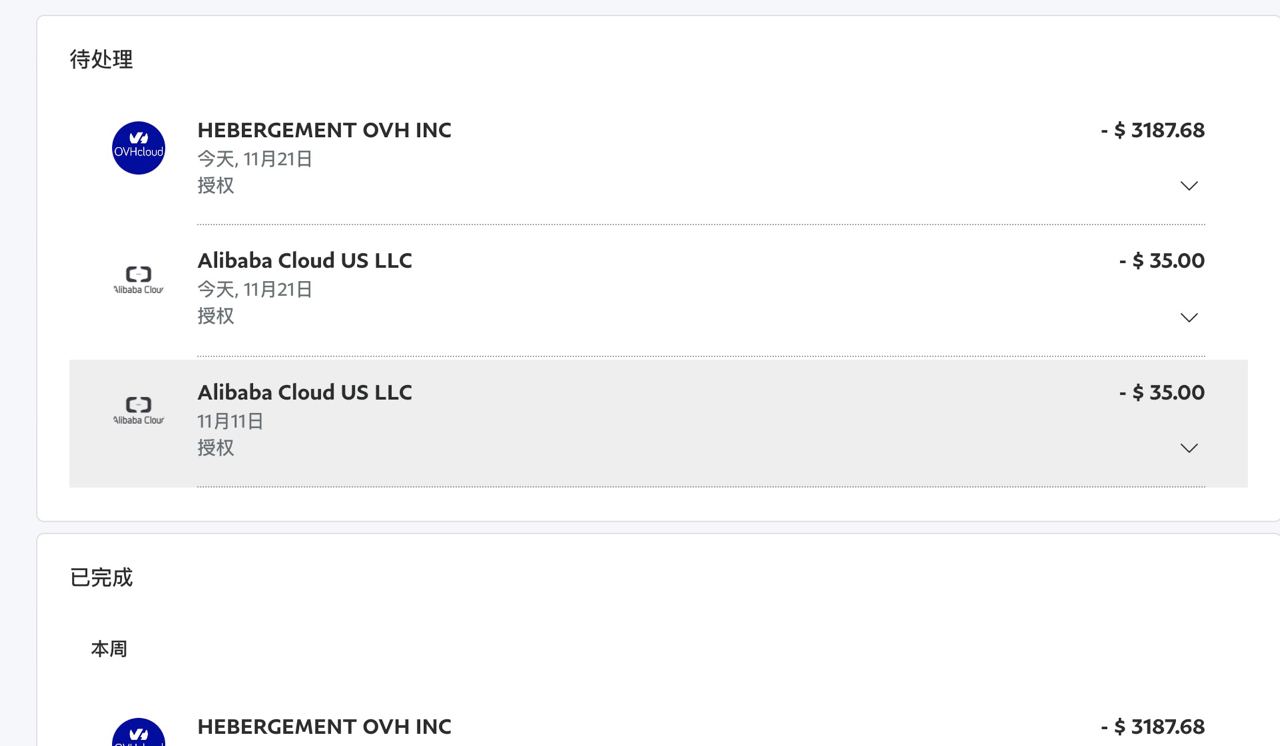 待处理
OVHcloud
HEBERGEMENT OVH INC
- $ 3187.68
今天, 11月21日
授权
Alibaba Clour
Alibaba Cloud US LLC
- $ 35.00
今天, 11月21日
授权
Alibaba Clour
Alibaba Cloud US LLC
- $ 35.00
11月11日
授权
已完成
本周
OVHcloud
HEBERGEMENT OVH INC
- $ 3187.68